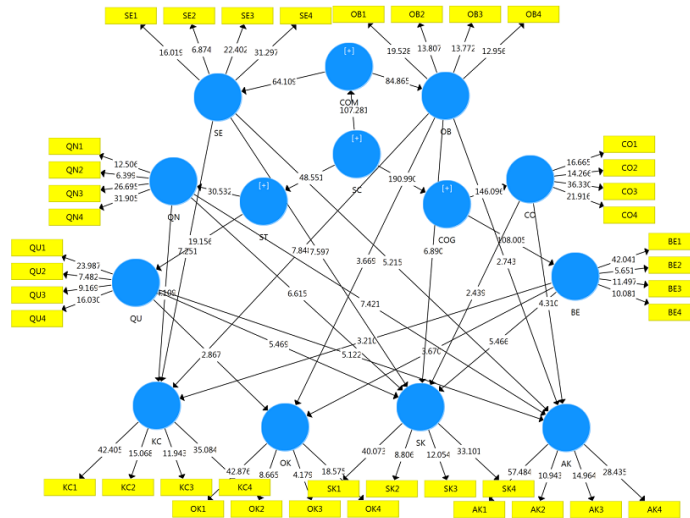 SE1 SE2 SE3 SE4 OB1 OB2 OB3 OB4
16.019 6.874 22.402 31.297 19.528 13.807 13.772 12.956
[+]
64.109 84.865
COM
107.281
SE OB
QN1 QN2 QN3 QN4
12.506 6.399 26.695 31.905
CO1 CO2 CO3 CO4
16.665 14.266 36.330 21.916
48.551 190.990
[+] [+]
SC
30.532 146.096
QN ST COG CO
19.156 108.005
QU1 QU2 QU3 QU4
23.987 7.482 9.169 16.030
BE1 BE2 BE3 BE4
42.041 5.651 11.497 10.081
7.251 7.597 3.665 6.890 5.215 2.743
QU BE
6.615 7.421 2.439 4.310
2.867 5.469 5.122 3.210 3.670 5.466
KC OK SK AK
42.405 15.068 11.943 35.084
42.876 8.665 4.179 18.575
40.073 8.806 12.054 33.101
57.484 10.943 14.964 28.435
KC1 KC2 KC3 KC4 SK1 SK2 SK3 SK4
OK1 OK2 OK3 OK4 AK1 AK2 AK3 AK4